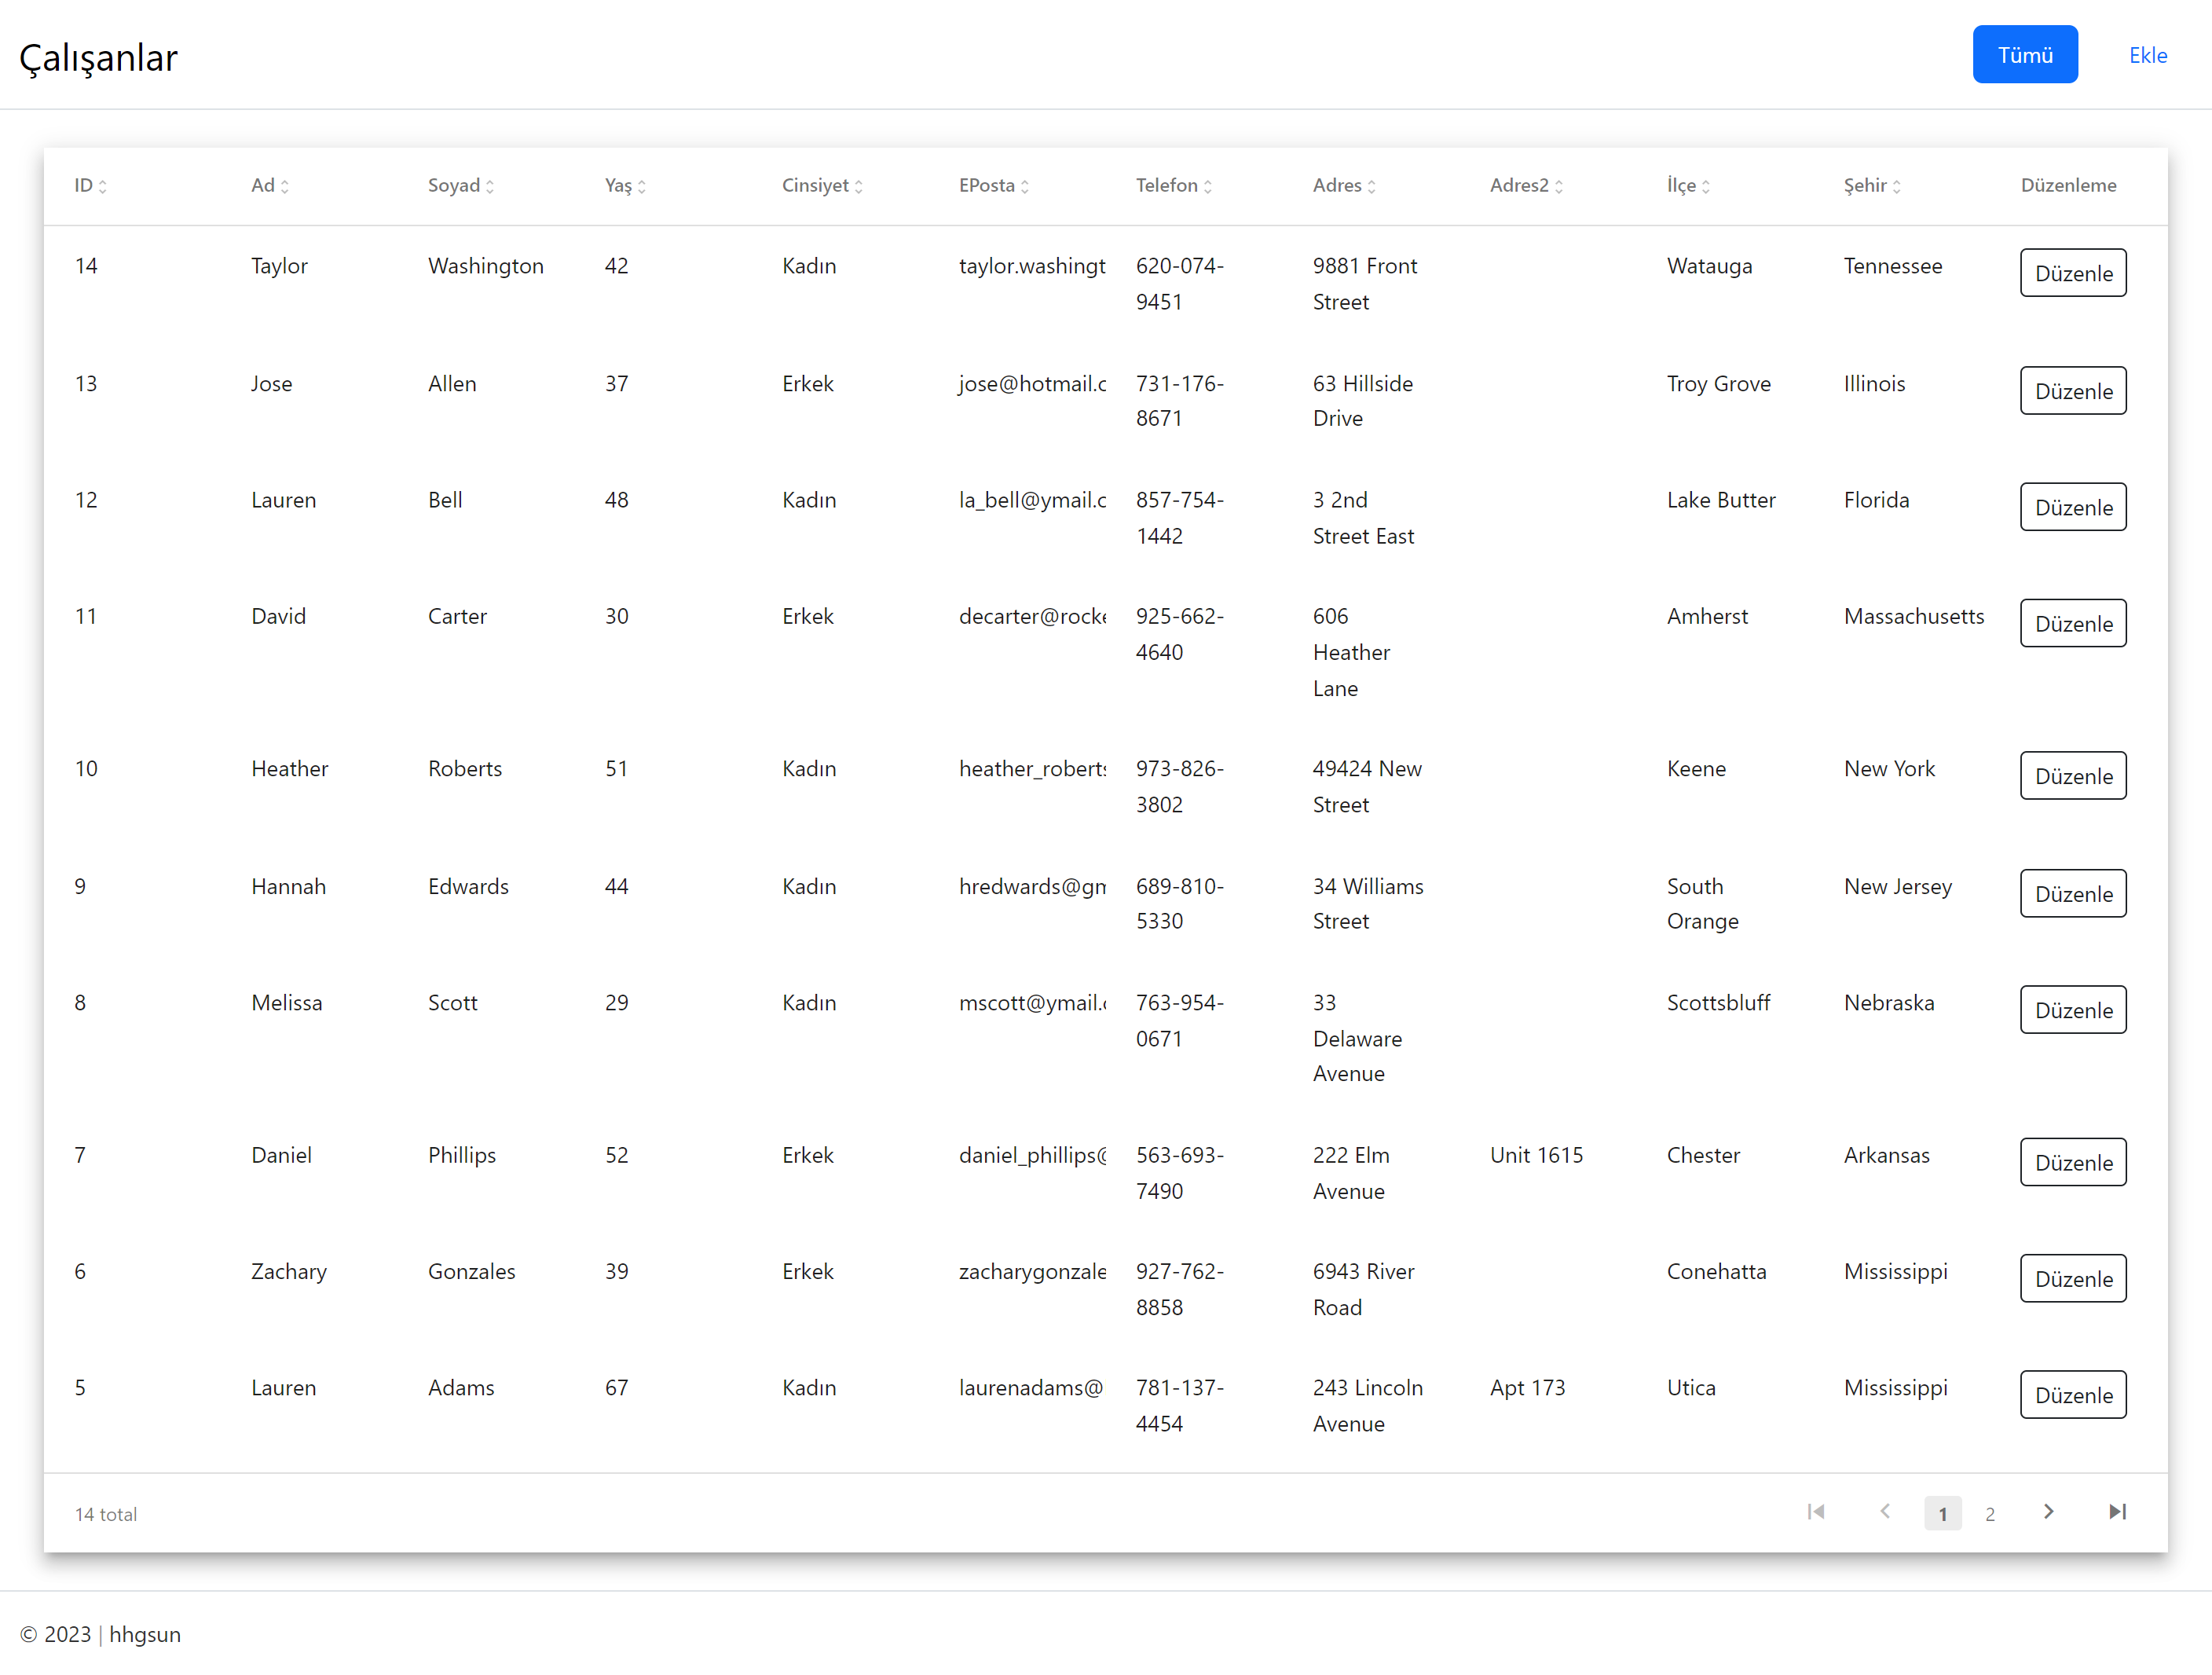 Çalışanlar
Tümü
Ekle
ID Ad Soyad Yaş Cinsiyet EPosta Telefon Adres Adres2 İlçe Şehir Düzenleme
14 Taylor Washington 42 Kadın taylor.washingt 620-074- 9881 Front Watauga Tennessee Düzenle
9451 Street
13 Jose Allen 37 Erkek jose@hotmail.c 731-176- 63 Hillside Troy Grove Illinois Düzenle
8671 Drive
12 Lauren Bell 48 Kadın la_bell@ymail.c 857-754- 3 2nd Lake Butter Florida Düzenle
1442 Street East
11 David Carter 30 Erkek decarter@rocke 925-662- 606 Amherst Massachusetts Düzenle
4640 Heather
Lane
10 Heather Roberts 51 Kadın heather_roberts 973-826- 49424 New Keene New York Düzenle
3802 Street
9 Hannah Edwards 44 Kadın hredwards@gm 689-810- 34 Williams South New Jersey Düzenle
5330 Street Orange
8 Melissa Scott 29 Kadın mscott@ymail.c 763-954- 33 Scottsbluff Nebraska Düzenle
0671 Delaware
Avenue
7 Daniel Phillips 52 Erkek daniel_phillips@ 563-693- 222 Elm Unit 1615 Chester Arkansas Düzenle
7490 Avenue
6 Zachary Gonzales 39 Erkek zacharygonzale 927-762- 6943 River Conehatta Mississippi Düzenle
8858 Road
5 Lauren Adams 67 Kadın laurenadams@ 781-137- 243 Lincoln Apt 173 Utica Mississippi Düzenle
4454 Avenue
14 total
1 2
© 2023 | hhgsun